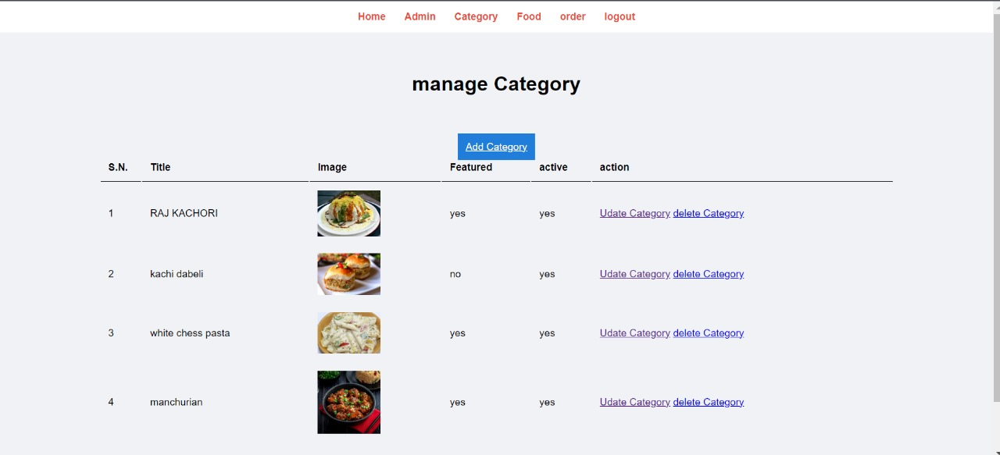 Home Admin Category Food order logout
manage Category
Add Category
S.N. Title Image Featured active action
1 RAJ KACHORI yes yes Udate Category delete Category
2 kachi dabeli no yes Udate Category delete Category
3 white chess pasta yes yes Udate Category delete Category
4 manchurian yes yes Udate Category delete Category